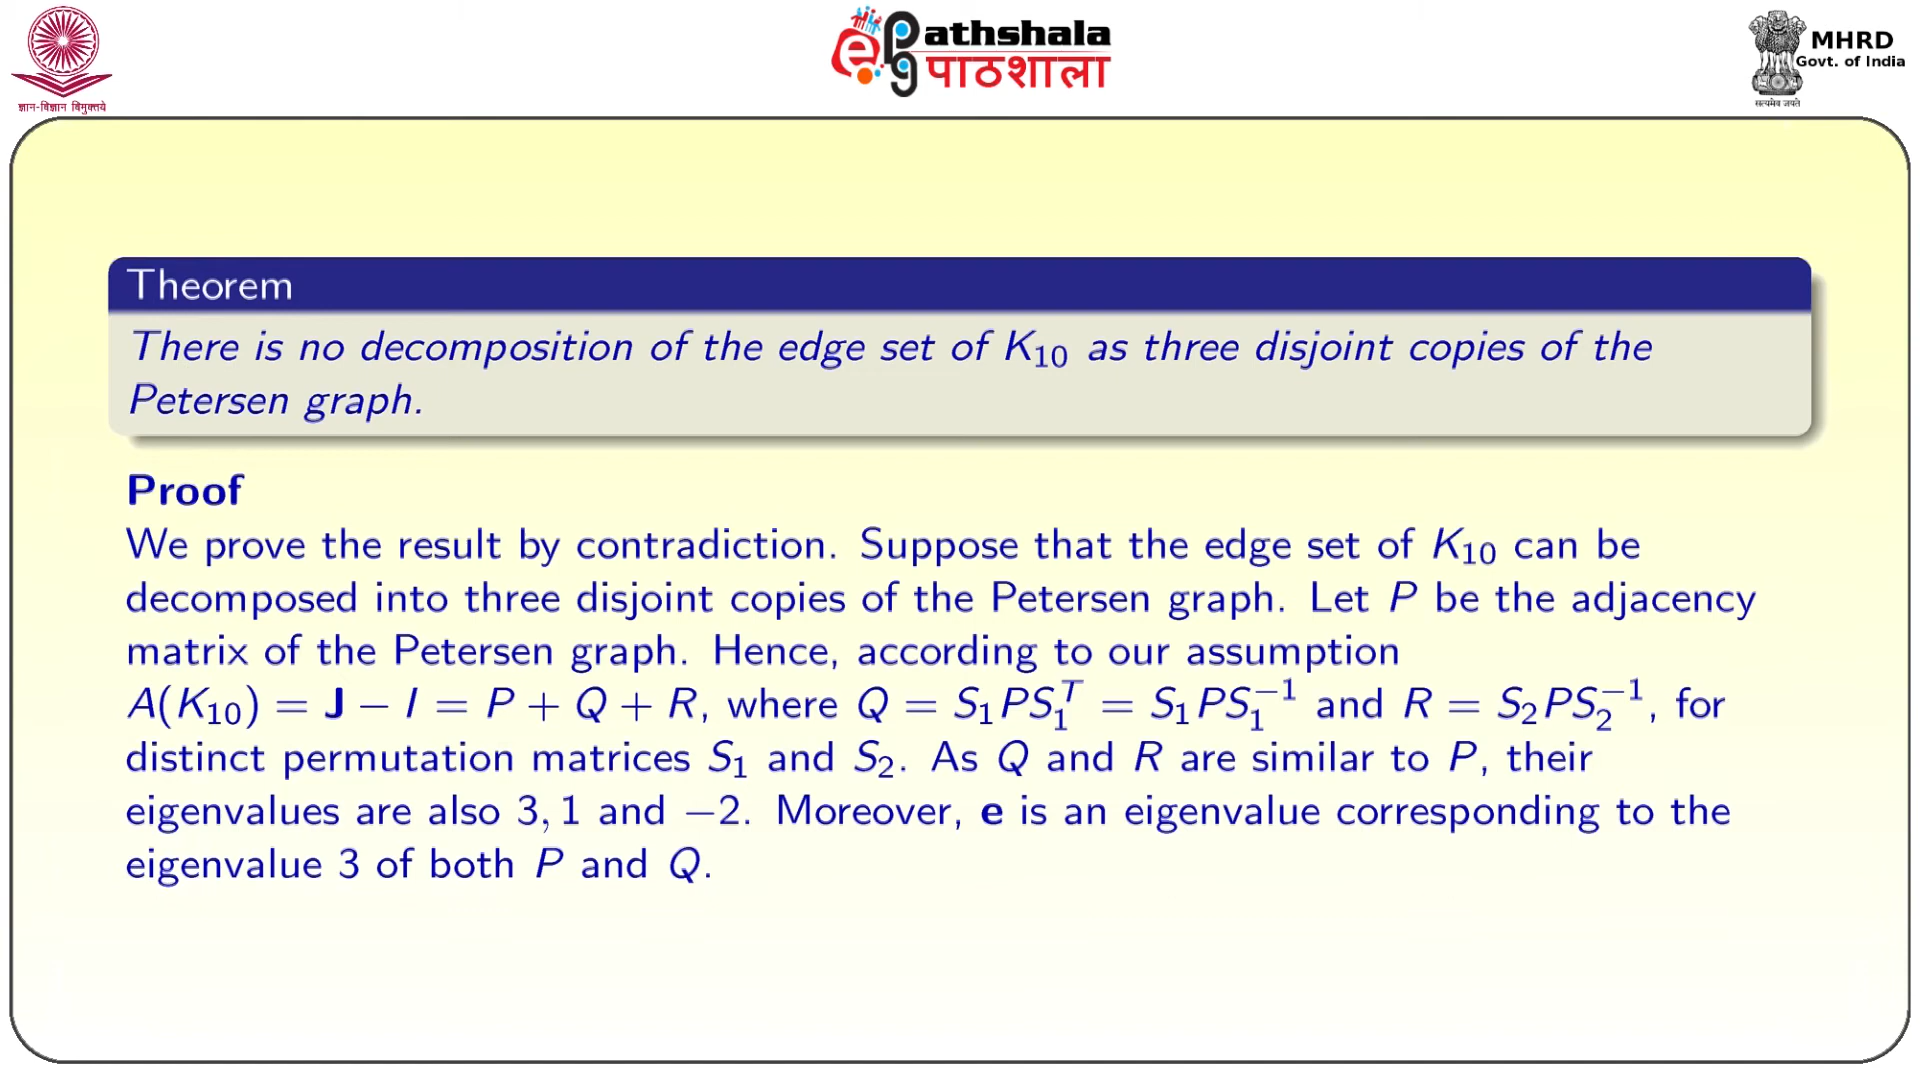 ज्ञान-विज्ञान विमुक्तये
ePG athshala
पाठशाला
MHRD
Govt. of India
सत्यमेव जयते
Theorem
There is no decomposition of the edge set of K₁₀ as three disjoint copies of the
Petersen graph.
Proof
We prove the result by contradiction. Suppose that the edge set of K₁₀ can be
decomposed into three disjoint copies of the Petersen graph. Let P be the adjacency
matrix of the Petersen graph. Hence, according to our assumption
A(K₁₀) = J − I = P + Q + R, where Q = S₁PS₁ᵀ = S₁PS₁⁻¹ and R = S₂PS₂⁻¹, for
distinct permutation matrices S₁ and S₂. As Q and R are similar to P, their
eigenvalues are also 3, 1 and −2. Moreover, e is an eigenvalue corresponding to the
eigenvalue 3 of both P and Q.